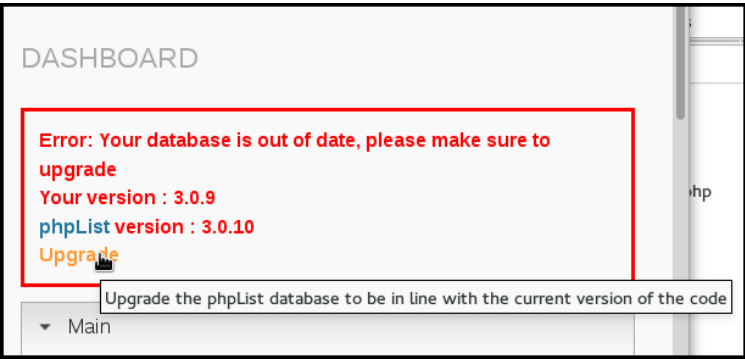 DASHBOARD
Error: Your database is out of date, please make sure to
upgrade
Your version : 3.0.9
phpList version : 3.0.10
Upgrade
Upgrade the phpList database to be in line with the current version of the code
Main